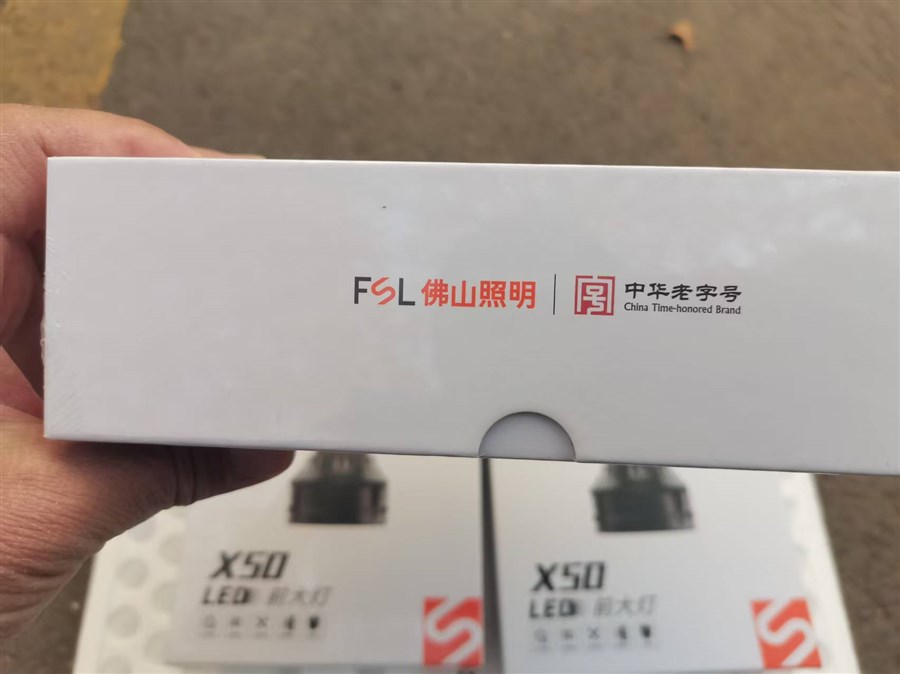 FSL 佛山照明
中华老字号
China Time-honored Brand
X50
LED 前大灯
X50
LED 前大灯